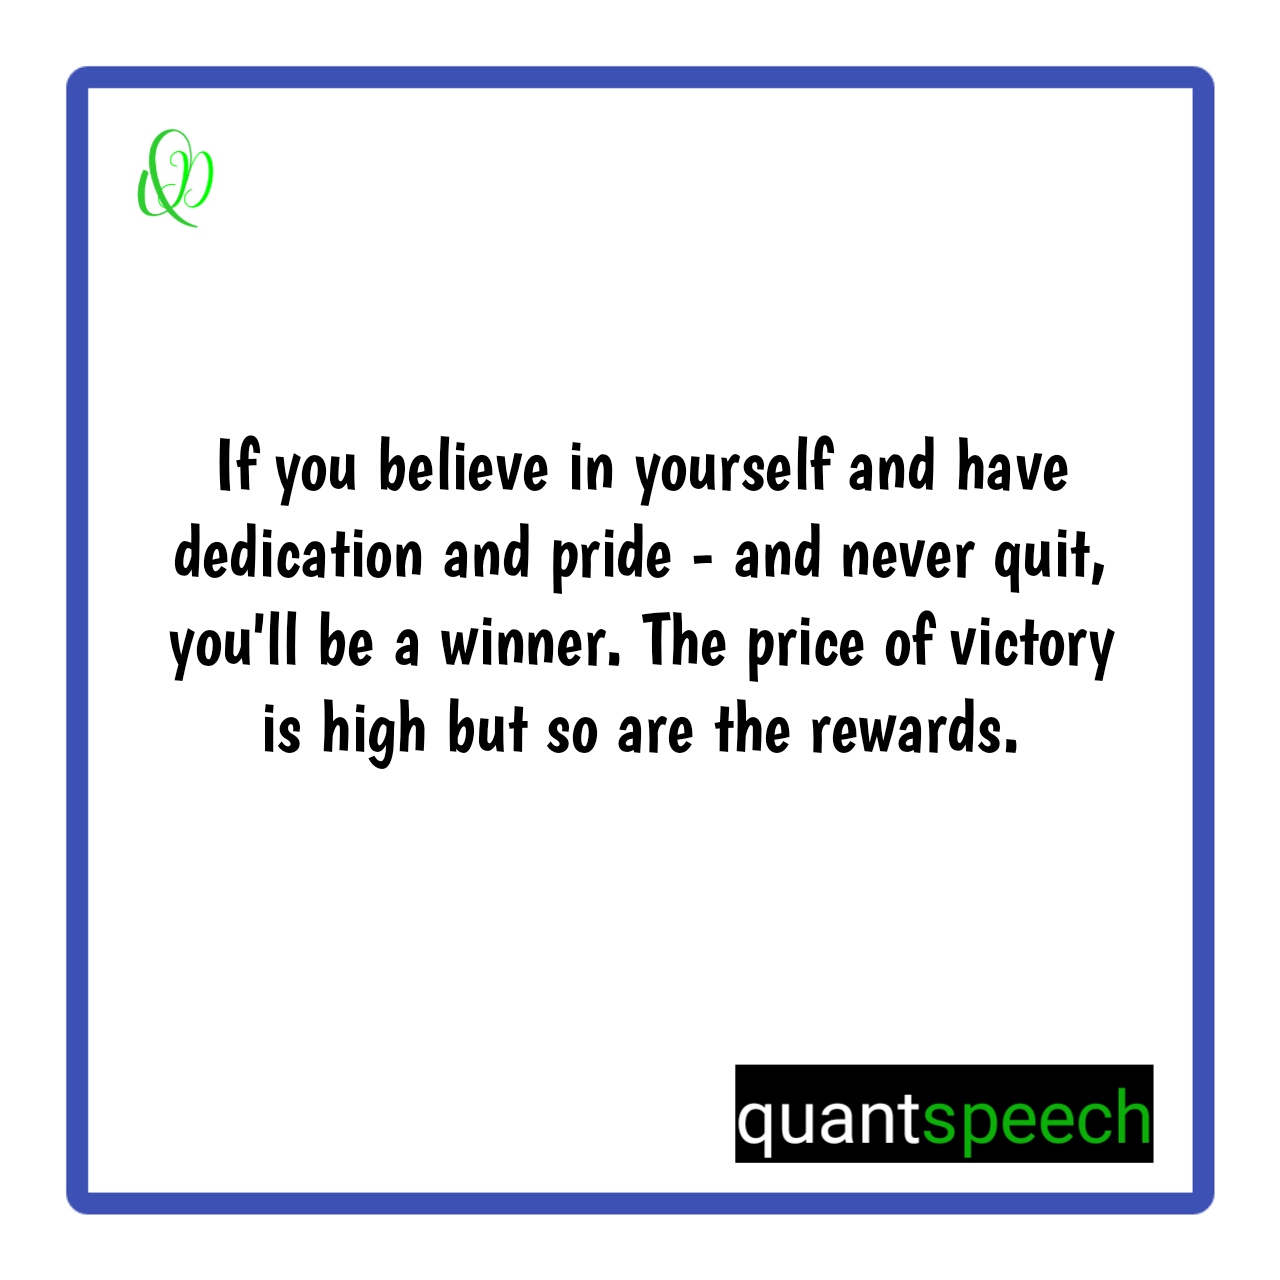 If you believe in yourself and have
dedication and pride - and never quit,
you'll be a winner. The price of victory
is high but so are the rewards.
quantspeech